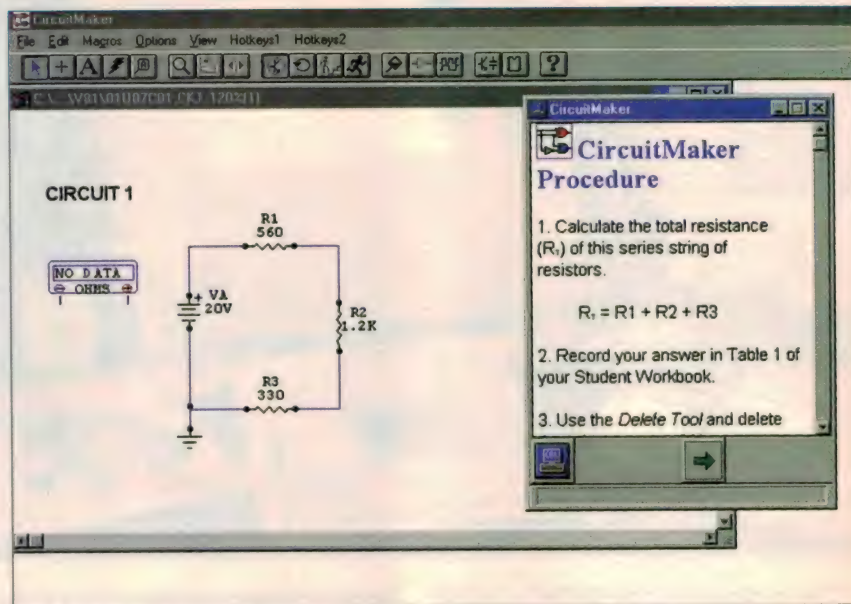 CircuitMaker
File Edit Macros Options View Hotkeys1 Hotkeys2
CIRCUIT 1
NO DATA
OHMS
R1
560
+ VA
20V
R2
1.2K
R3
330
CircuitMaker
CircuitMaker
Procedure
1. Calculate the total resistance
(Rₜ) of this series string of
resistors.
Rₜ = R1 + R2 + R3
2. Record your answer in Table 1 of
your Student Workbook.
3. Use the Delete Tool and delete